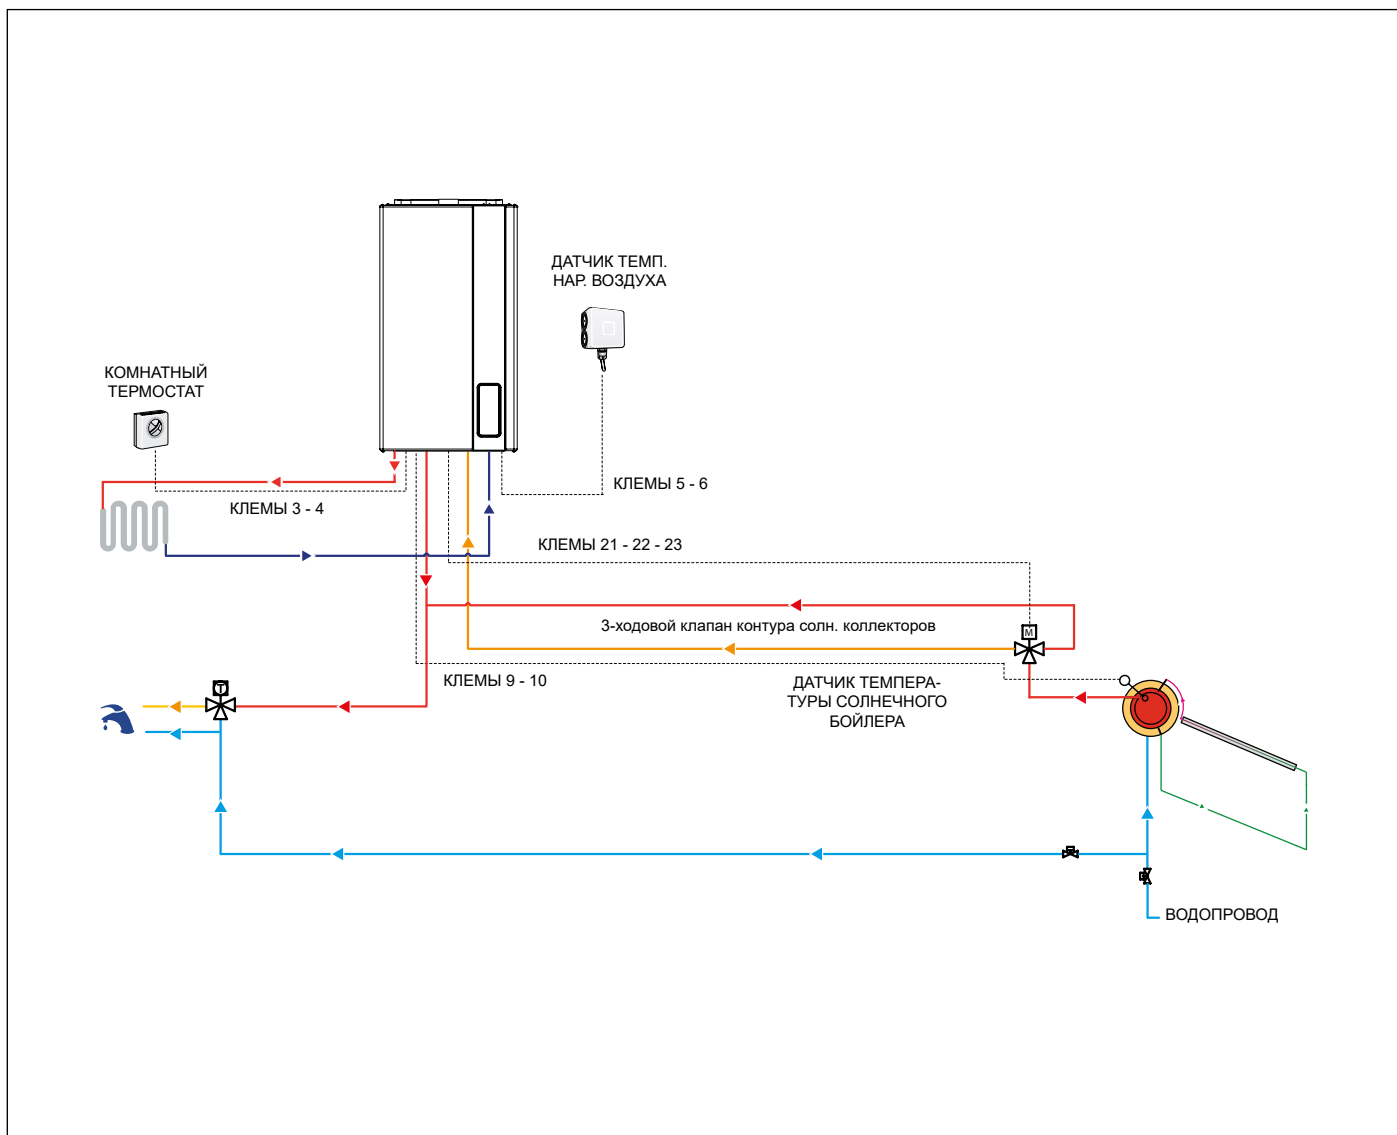 ДАТЧИК ТЕМП.
НАР. ВОЗДУХА
КОМНАТНЫЙ
ТЕРМОСТАТ
КЛЕМЫ 5 - 6
КЛЕМЫ 3 - 4
КЛЕМЫ 21 - 22 - 23
3-ходовой клапан контура солн. коллекторов
M
КЛЕМЫ 9 - 10
ДАТЧИК ТЕМПЕРА-
ТУРЫ СОЛНЕЧНОГО
БОЙЛЕРА
T
ВОДОПРОВОД